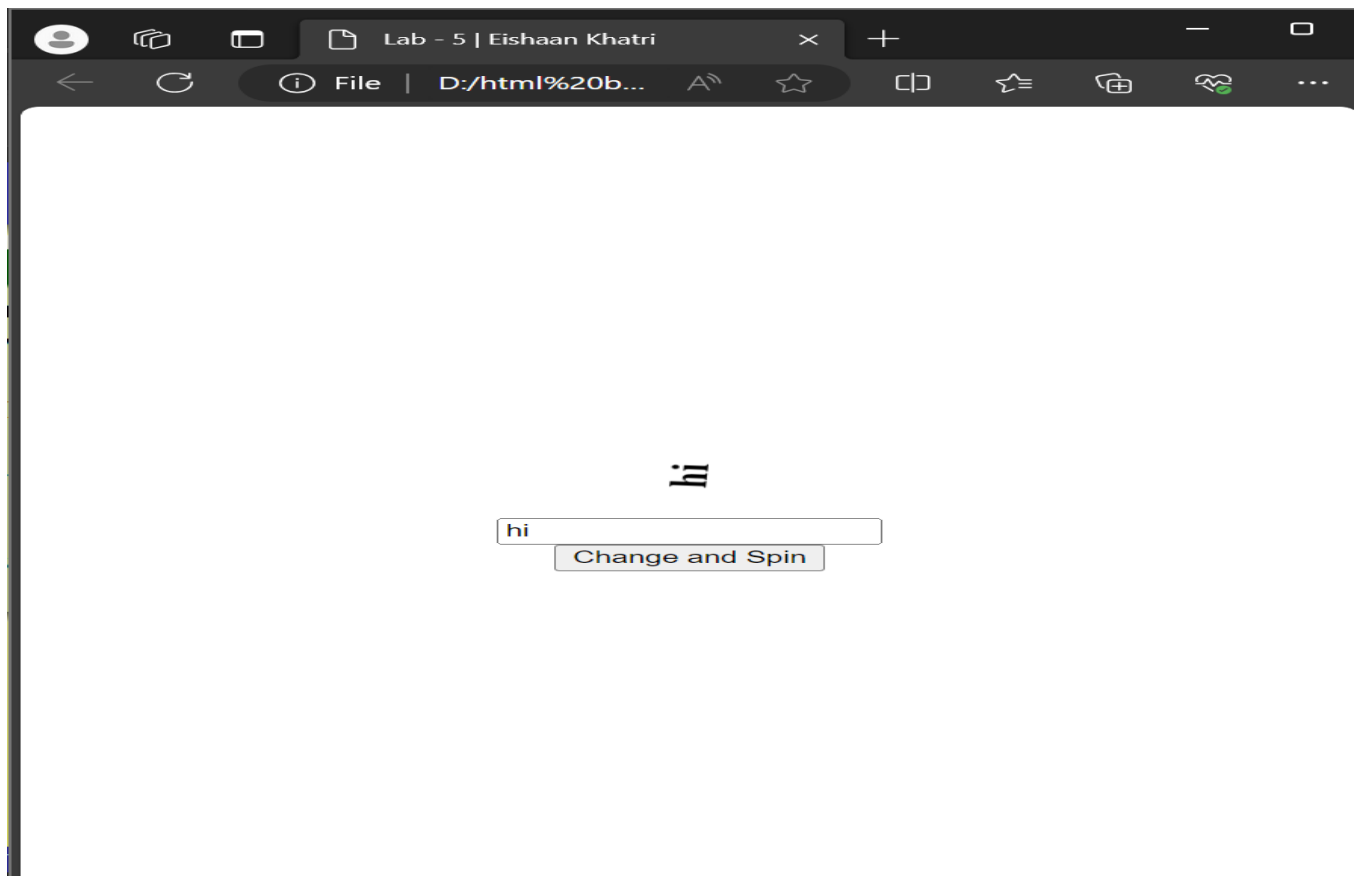 Lab - 5 | Eishaan Khatri
File | D:/html%20b...
hi
hi
Change and Spin